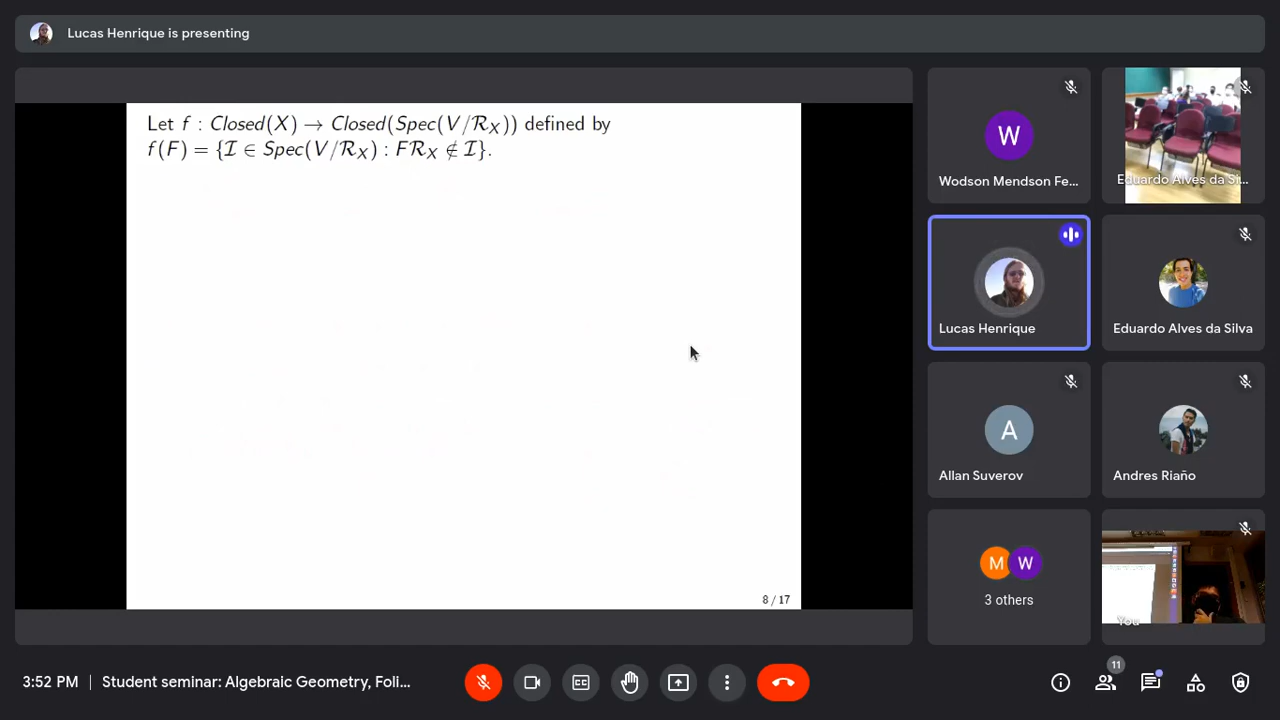 Lucas Henrique is presenting
Let f : Closed(X) → Closed(Spec(V/ℛ_X)) defined by
f(F) = {ℐ ∈ Spec(V/ℛ_X) : Fℛ_X ∉ ℐ}.
8 / 17
W
Wodson Mendson Fe...
Eduardo Alves da Si...
Lucas Henrique
Eduardo Alves da Silva
A
Allan Suverov
Andres Riaño
M W
3 others
You
3:52 PM | Student seminar: Algebraic Geometry, Foli...
CC
11